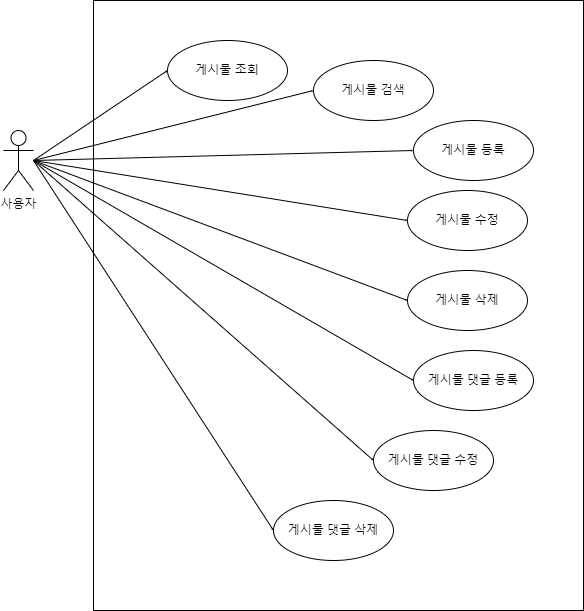 게시물 조회
게시물 검색
게시물 등록
사용자
게시물 수정
게시물 삭제
게시물 댓글 등록
게시물 댓글 수정
게시물 댓글 삭제